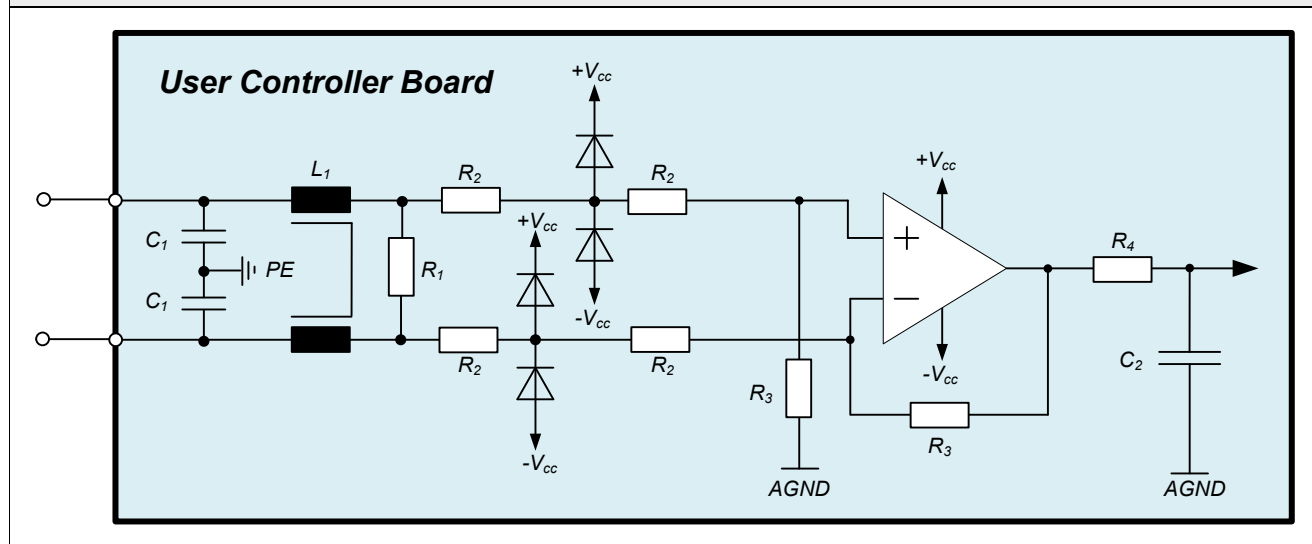 User Controller Board
+Vcc
L1
R2
R2
+Vcc
+Vcc
C1
PE
R1
R4
C1
-Vcc
R2
R2
-Vcc
C2
R3
R3
-Vcc
AGND
AGND